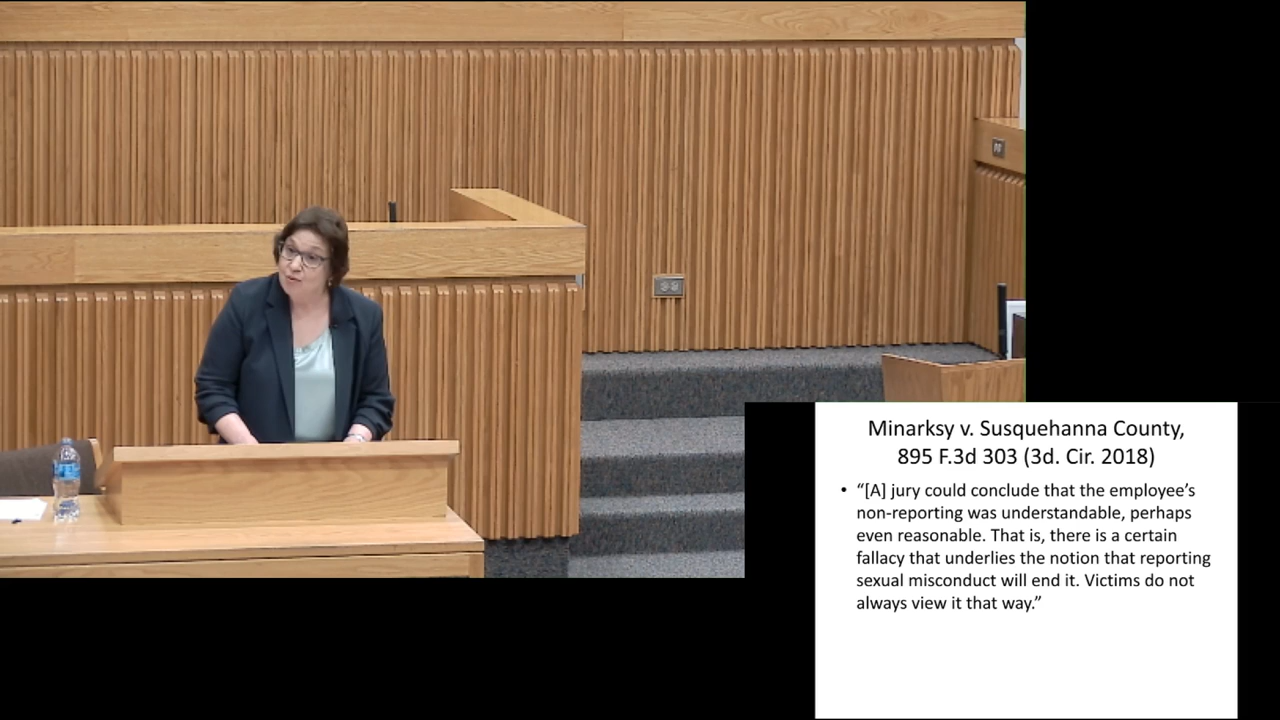 Minarksy v. Susquehanna County,
895 F.3d 303 (3d. Cir. 2018)
• “[A] jury could conclude that the employee’s
non-reporting was understandable, perhaps
even reasonable. That is, there is a certain
fallacy that underlies the notion that reporting
sexual misconduct will end it. Victims do not
always view it that way.”